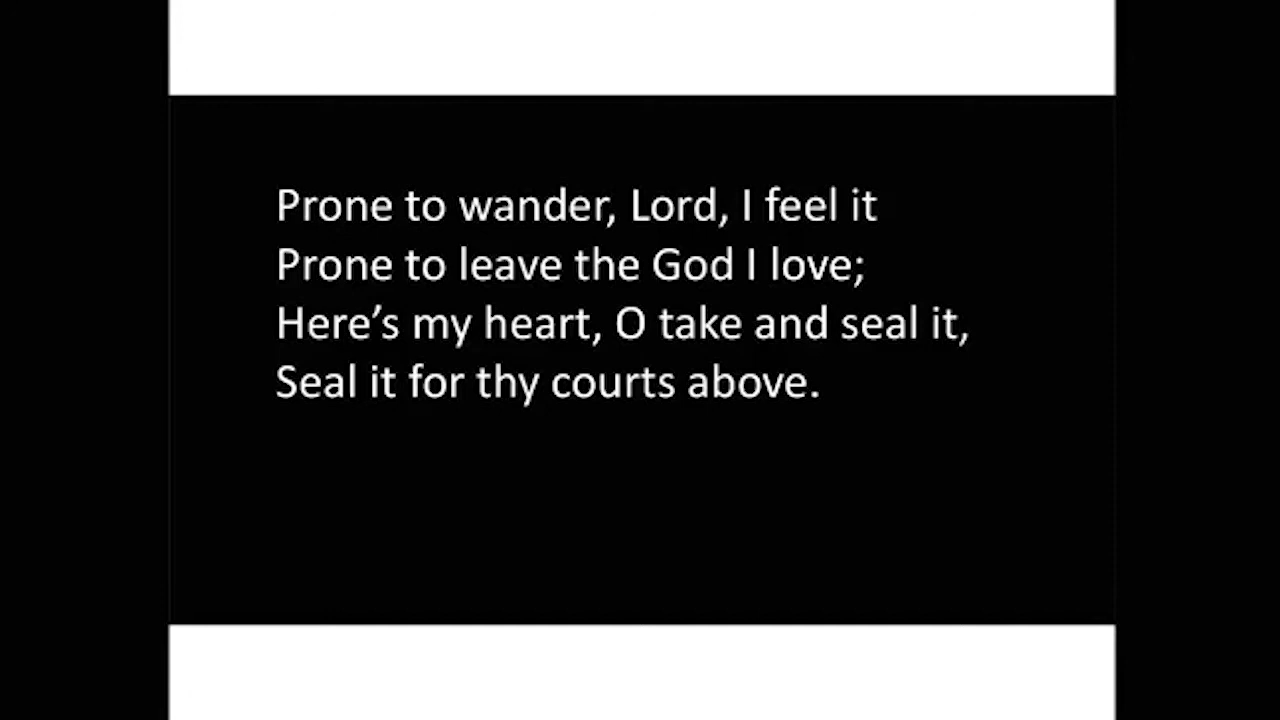 Prone to wander, Lord, I feel it
Prone to leave the God I love;
Here’s my heart, O take and seal it,
Seal it for thy courts above.